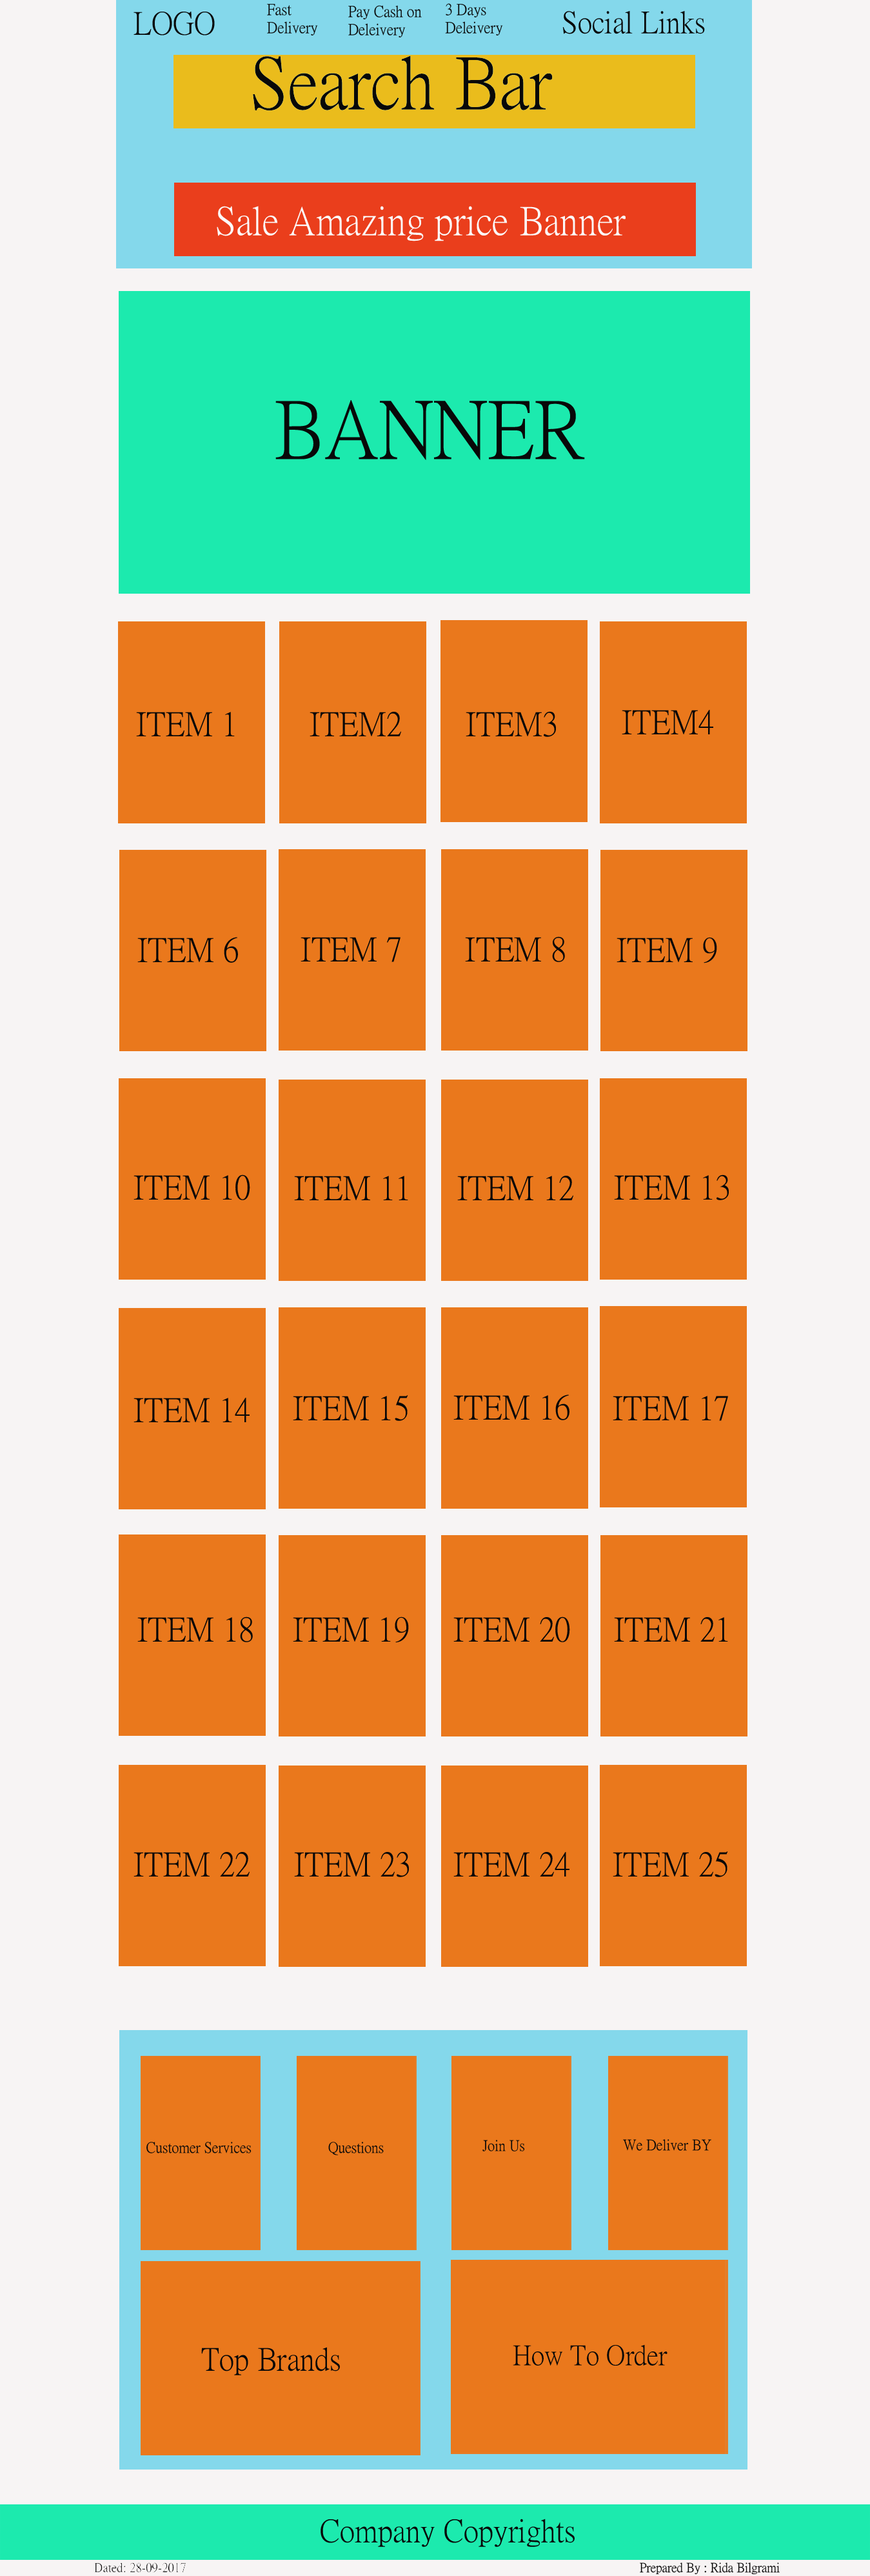 LOGO
Fast
Delivery
Pay Cash on
Deleivery
3 Days
Deleivery
Social Links
Search Bar
Sale Amazing price Banner
BANNER
ITEM 1
ITEM2
ITEM3
ITEM4
ITEM 6
ITEM 7
ITEM 8
ITEM 9
ITEM 10
ITEM 11
ITEM 12
ITEM 13
ITEM 14
ITEM 15
ITEM 16
ITEM 17
ITEM 18
ITEM 19
ITEM 20
ITEM 21
ITEM 22
ITEM 23
ITEM 24
ITEM 25
Customer Services
Questions
Join Us
We Deliver BY
Top Brands
How To Order
Company Copyrights
Dated: 28-09-2017
Prepared By : Rida Bilgrami